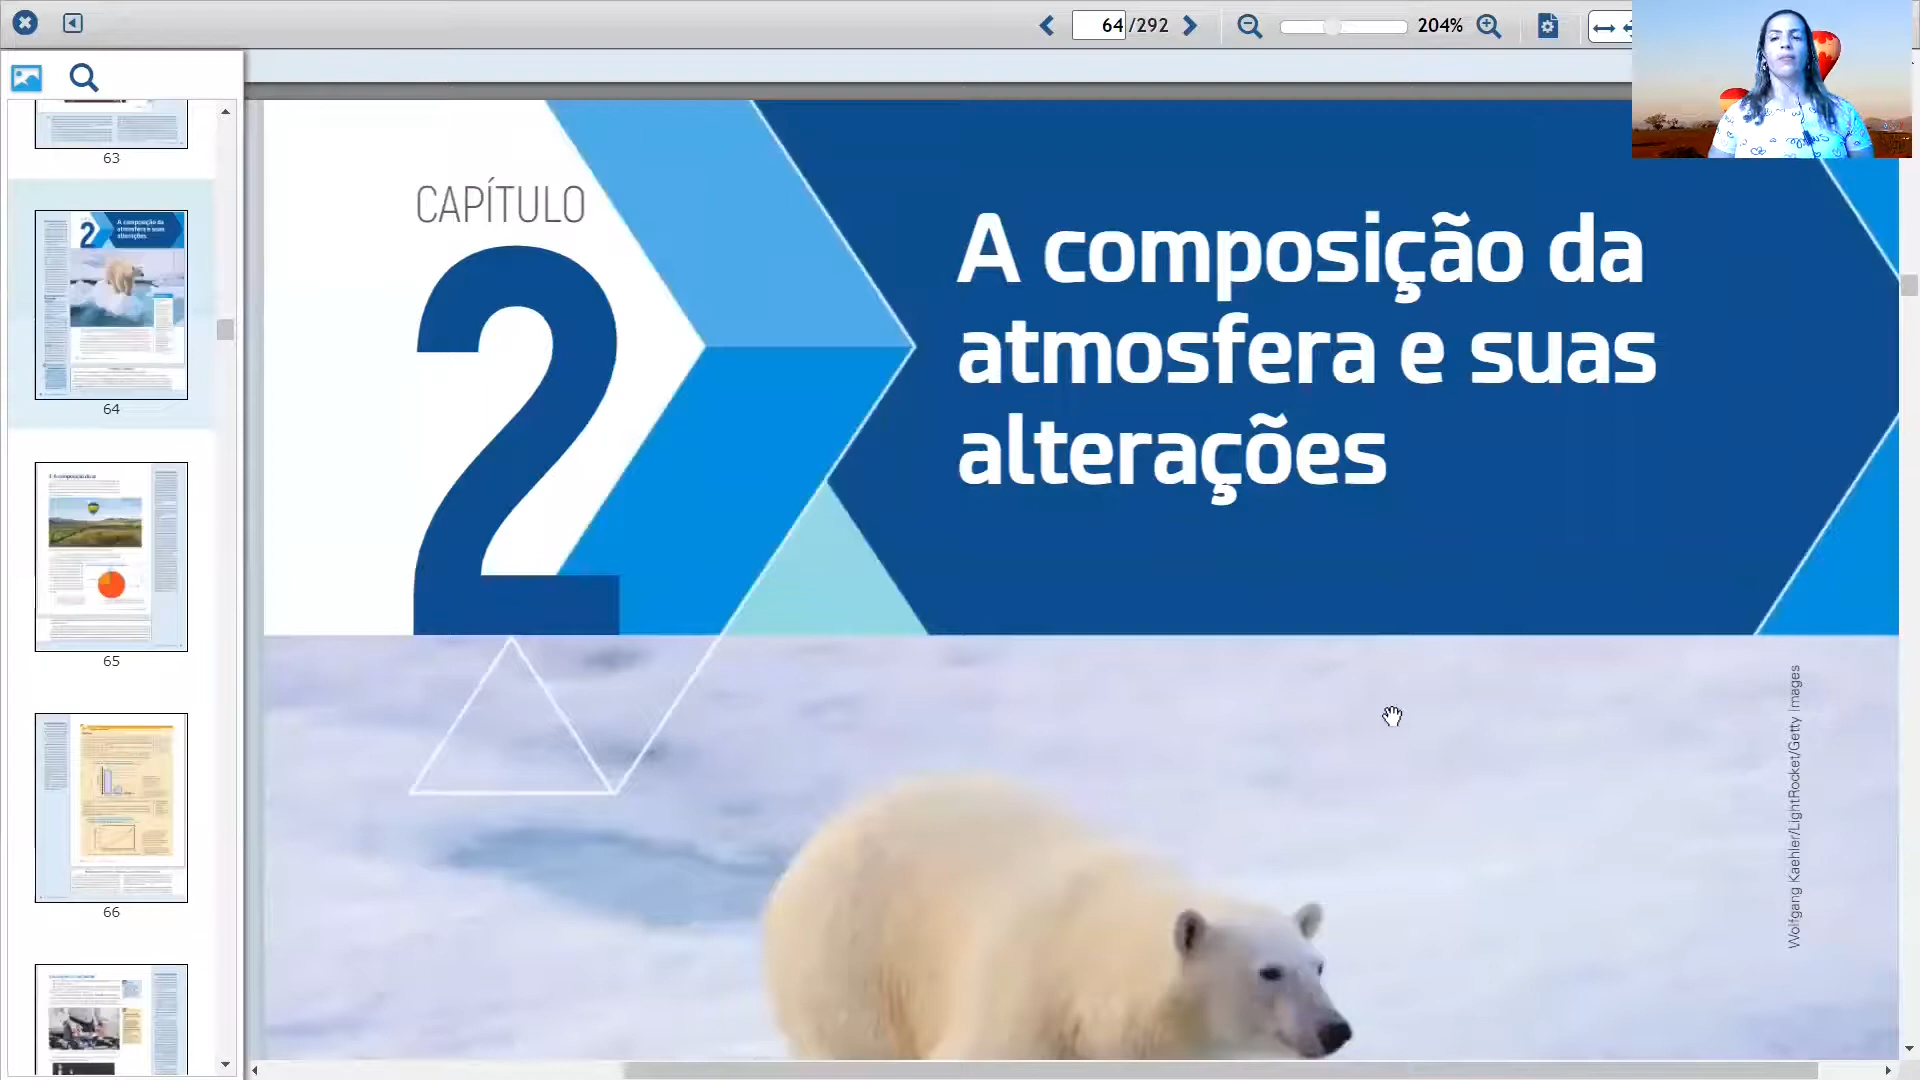 64 /292
204%
63
64
65
66
CAPÍTULO
2
A composição da
atmosfera e suas
alterações
Wolfgang Kaehler/LightRocket/Getty Images